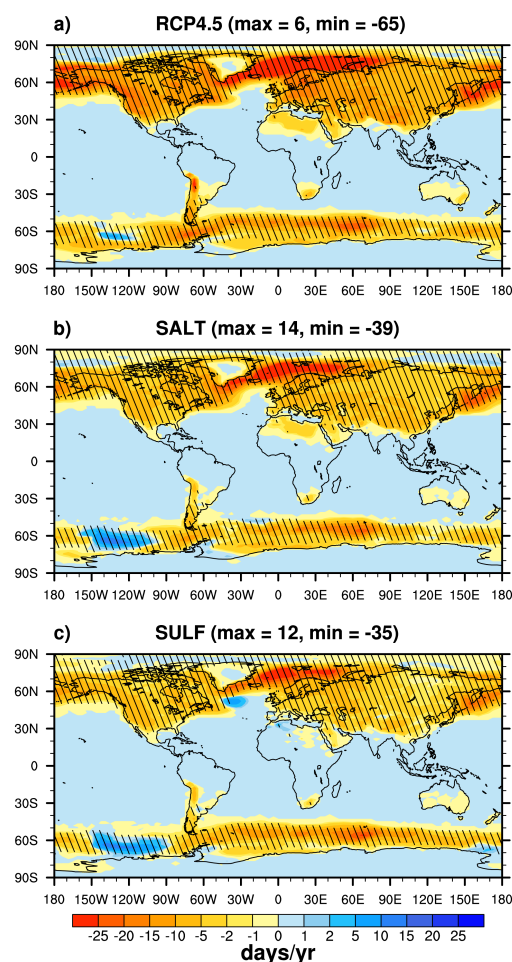 a) RCP4.5 (max = 6, min = -65)
90N
60N
30N
0
30S
60S
90S
180 150W 120W 90W 60W 30W 0 30E 60E 90E 120E 150E 180
b) SALT (max = 14, min = -39)
90N
60N
30N
0
30S
60S
90S
180 150W 120W 90W 60W 30W 0 30E 60E 90E 120E 150E 180
c) SULF (max = 12, min = -35)
90N
60N
30N
0
30S
60S
90S
180 150W 120W 90W 60W 30W 0 30E 60E 90E 120E 150E 180
-25 -20 -15 -10 -5 -2 -1 0 1 2 5 10 15 20 25
days/yr